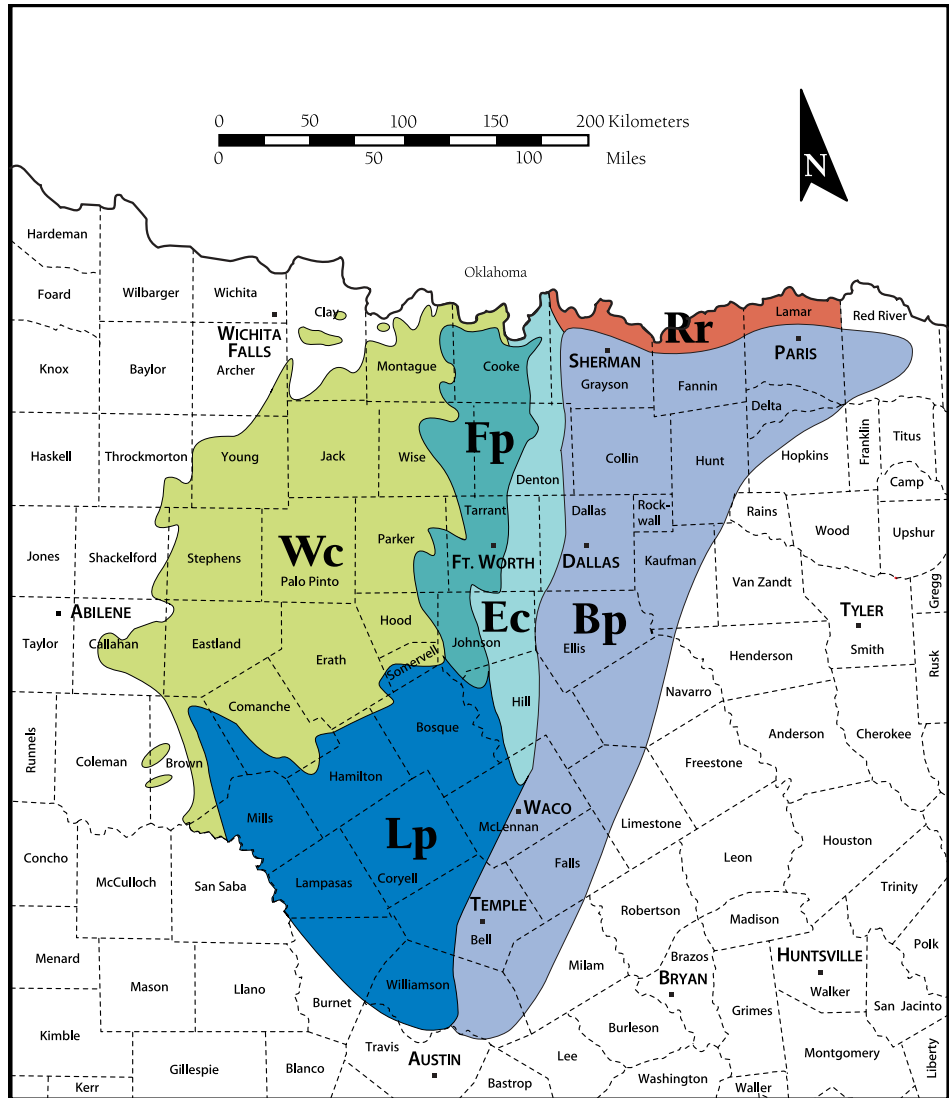 0 50 100 150 200 Kilometers
0 50 100 Miles
N
Hardeman
Oklahoma
Foard Wilbarger Wichita
Clay
Lamar
Red River
WICHITA FALLS
Rr
Archer
Knox Baylor
Montague Cooke
SHERMAN
PARIS
Grayson Fannin
Delta
Haskell Throckmorton Young Jack Wise
Fp
Denton
Collin Hunt Hopkins
Franklin
Titus
Camp
Tarrant Dallas
Rock-
wall
Rains
Wood Upshur
Jones Shackelford Stephens
Wc
Palo Pinto
Parker
FT. WORTH
DALLAS
Kaufman
Van Zandt
Gregg
ABILENE
Taylor Callahan Eastland Erath Hood
Somervell
Johnson
Ec
Bp
Ellis
TYLER
Smith
Rusk
Henderson
Navarro
Comanche
Bosque
Hill
Runnels
Coleman Brown
Hamilton
Anderson Cherokee
Freestone
Mills
Lp
WACO
McLennan
Limestone
Houston
Concho
McCulloch San Saba Lampasas Coryell
Falls
Leon
Trinity
TEMPLE
Bell
Robertson
Madison
Polk
Menard
Mason Llano
Burnet
Williamson
Milam
Brazos
BRYAN
HUNTSVILLE
Walker
San Jacinto
Kimble
Grimes
Burleson
Travis
AUSTIN
Lee
Montgomery
Liberty
Kerr Gillespie Blanco
Bastrop
Washington
Waller